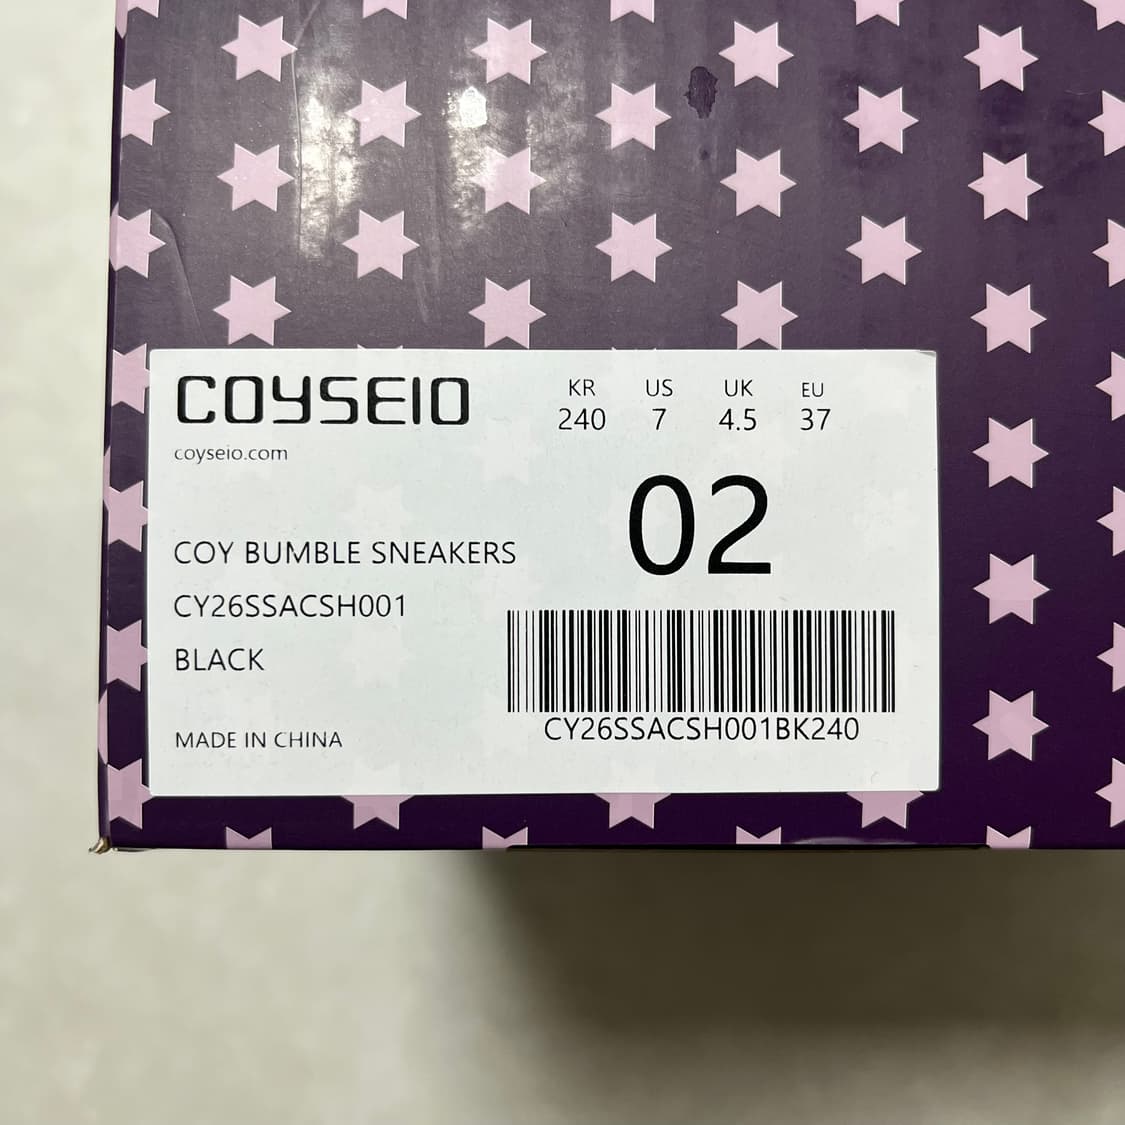 COYSEIO
coyseio.com
KR US UK EU
240 7 4.5 37
02
COY BUMBLE SNEAKERS
CY26SSACSH001
BLACK
CY26SSACSH001BK240
MADE IN CHINA